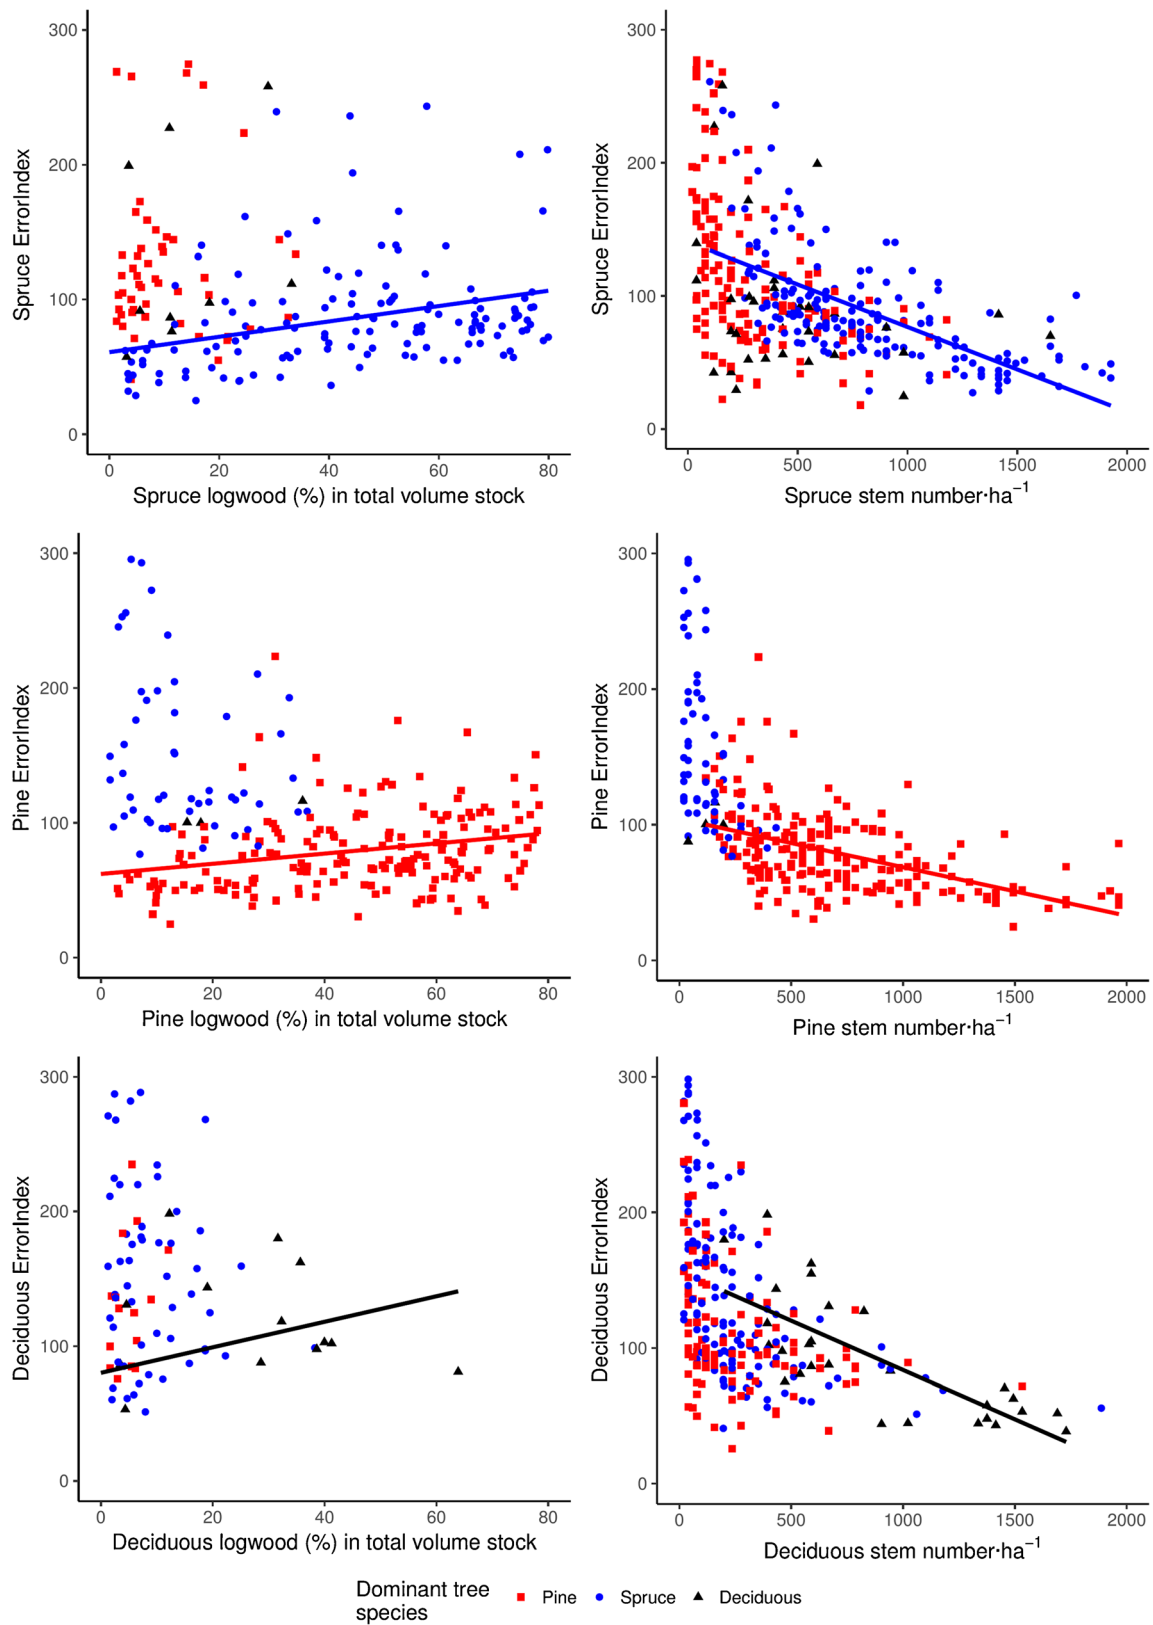 300
200
100
0
Spruce ErrorIndex
0 20 40 60 80
Spruce logwood (%) in total volume stock
300
200
100
0
Spruce ErrorIndex
0 500 1000 1500 2000
Spruce stem number·ha⁻¹
300
200
100
0
Pine ErrorIndex
0 20 40 60 80
Pine logwood (%) in total volume stock
300
200
100
0
Pine ErrorIndex
0 500 1000 1500 2000
Pine stem number·ha⁻¹
300
200
100
0
Deciduous ErrorIndex
0 20 40 60 80
Deciduous logwood (%) in total volume stock
300
200
100
0
Deciduous ErrorIndex
0 500 1000 1500 2000
Deciduous stem number·ha⁻¹
Dominant tree
species
Pine Spruce Deciduous